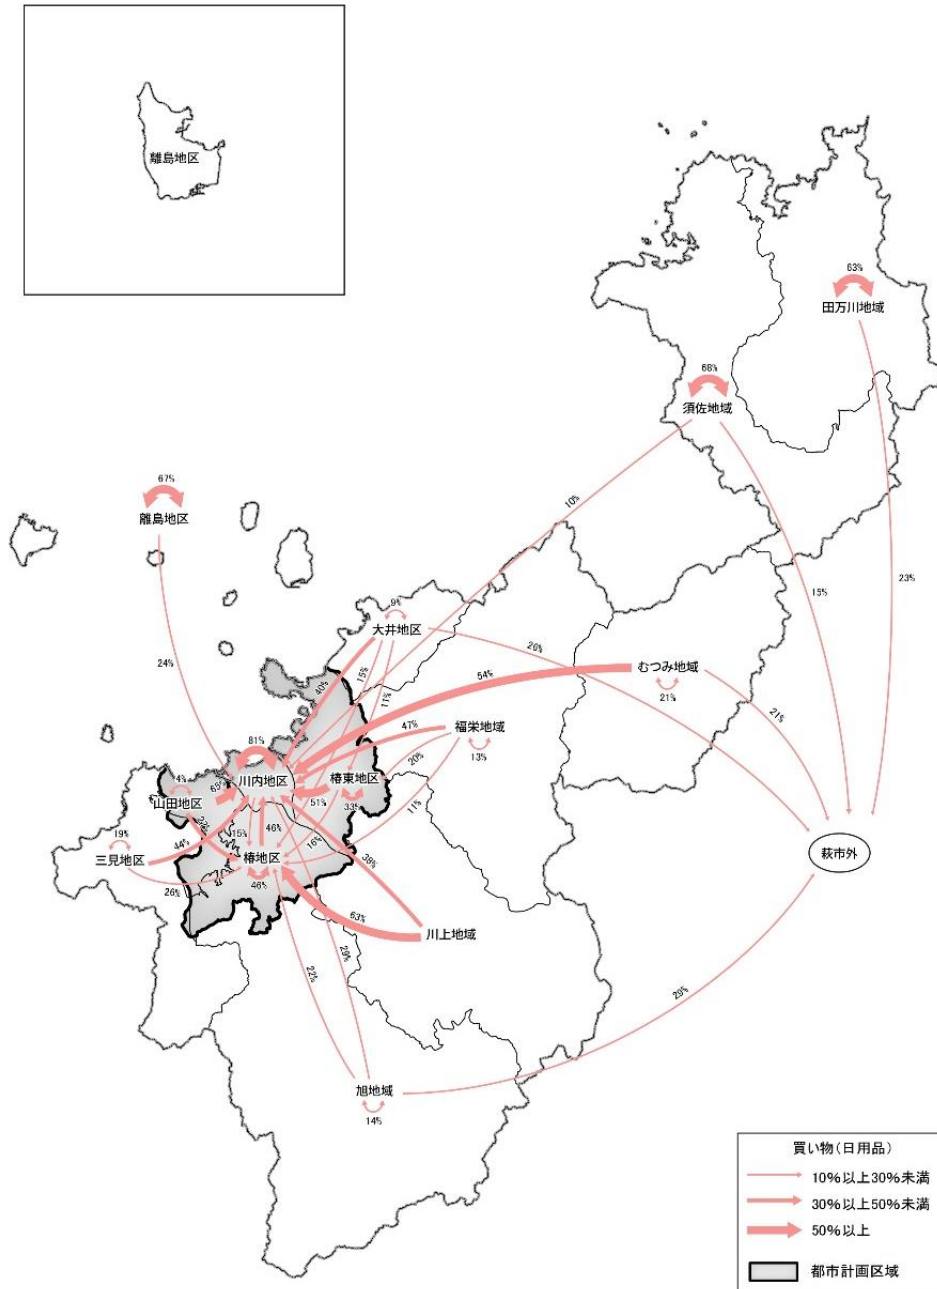 離島地区
63%
田万川地域
68%
須佐地域
67%
離島地区
10%
15%
23%
9%
大井地区
26%
24%
40%
15%
11%
54%
むつみ地域
21%
21%
47%
福栄地域
13%
81%
20%
川内地区
椿東地区
4%
65%
山田地区
51%
33%
11%
19%
15%
46%
16%
三見地区
44%
椿地区
38%
萩市外
26%
46%
63%
川上地域
22%
29%
29%
旭地域
14%
買い物(日用品)
10%以上30%未満
30%以上50%未満
50%以上
都市計画区域